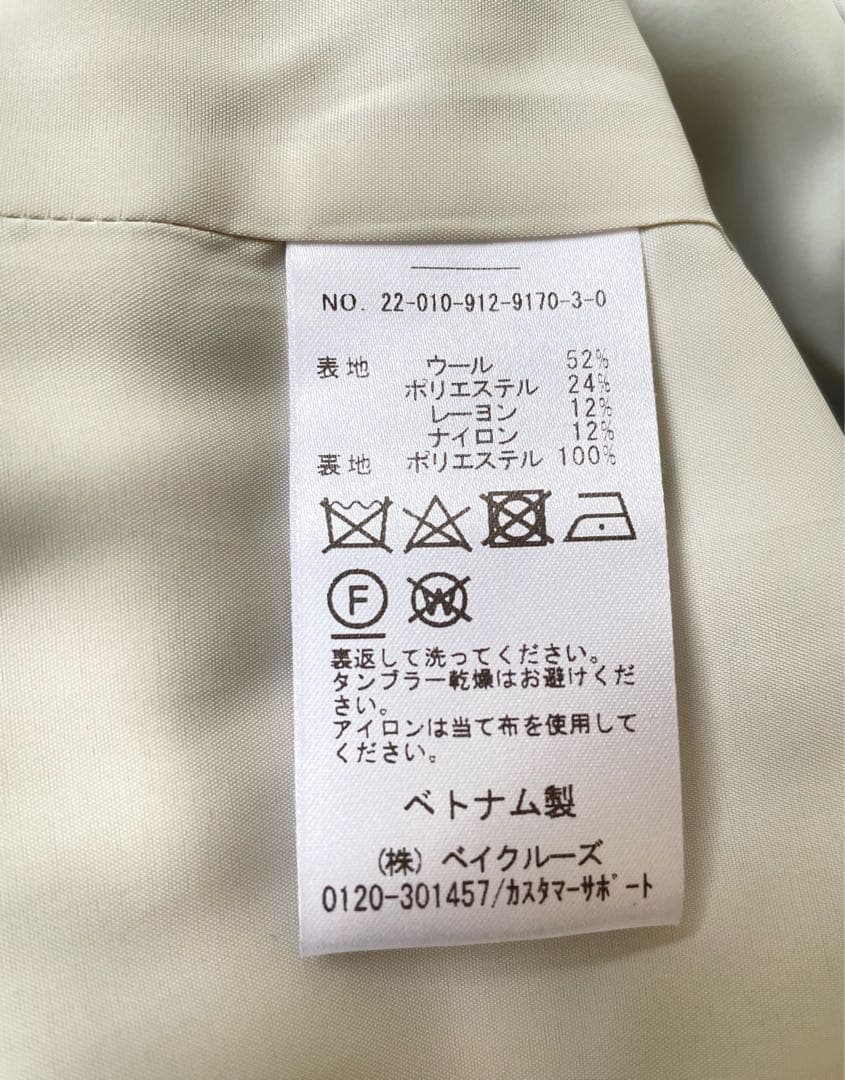 NO. 22-010-912-9170-3-0
表地 ウール 52%
ポリエステル 24%
レーヨン 12%
ナイロン 12%
裏地 ポリエステル 100%
F W
裏返して洗ってください。
タンブラー乾燥はお避けくだ
さい。
アイロンは当て布を使用して
ください。
ベトナム製
(株) ベイクルーズ
0120-301457/カスタマーサポート